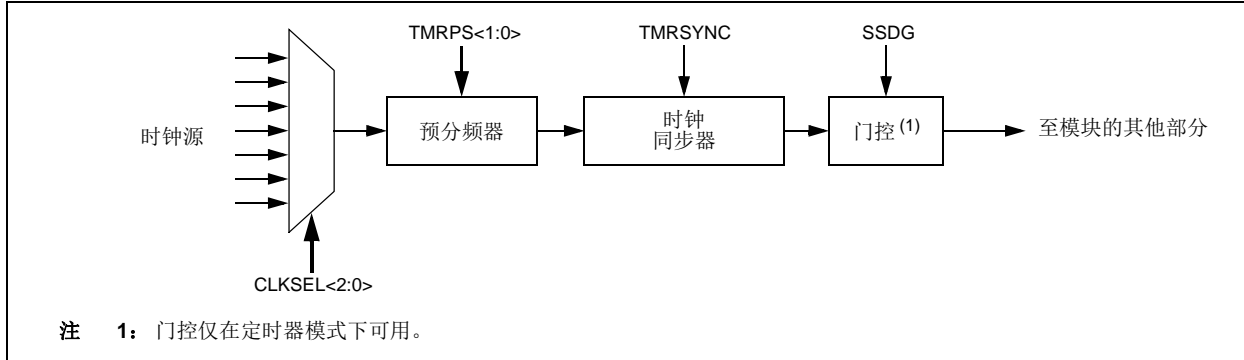 TMRPS<1:0>
TMRSYNC
SSDG
时钟源
预分频器
时钟
同步器
门控 (1)
至模块的其他部分
CLKSEL<2:0>
注 1： 门控仅在定时器模式下可用。